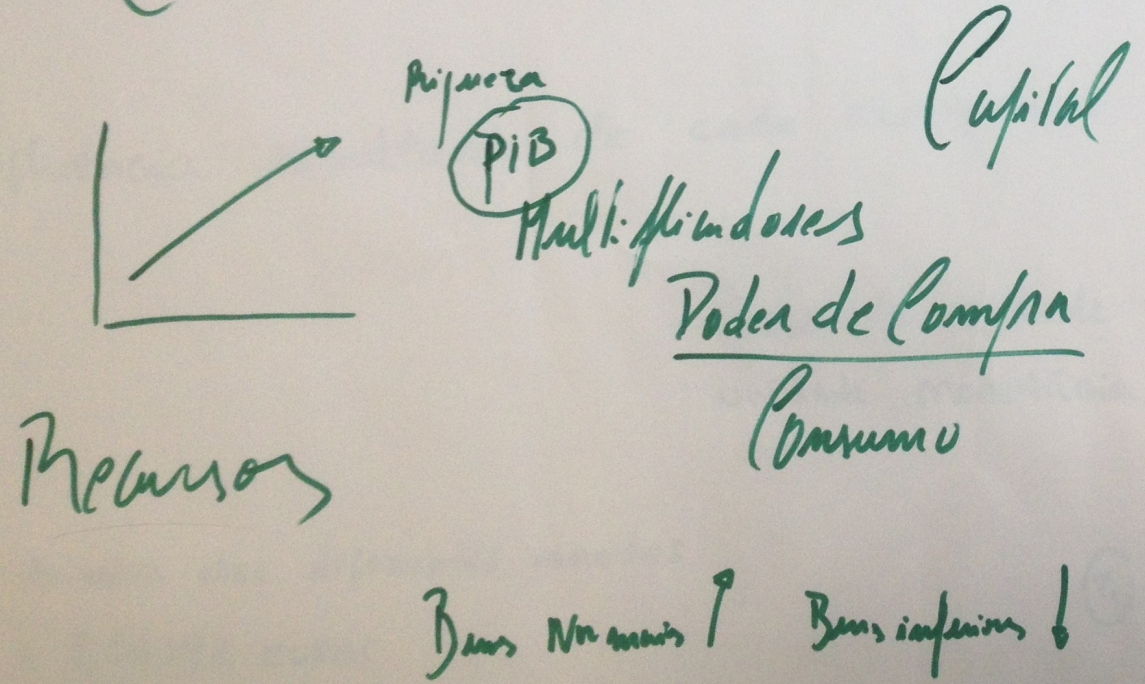 Capital
Riqueza
PiB
Multiplicadores
Poder de Compra
Consumo
Recursos
Bens Normais ↑ Bens inferiores ↓